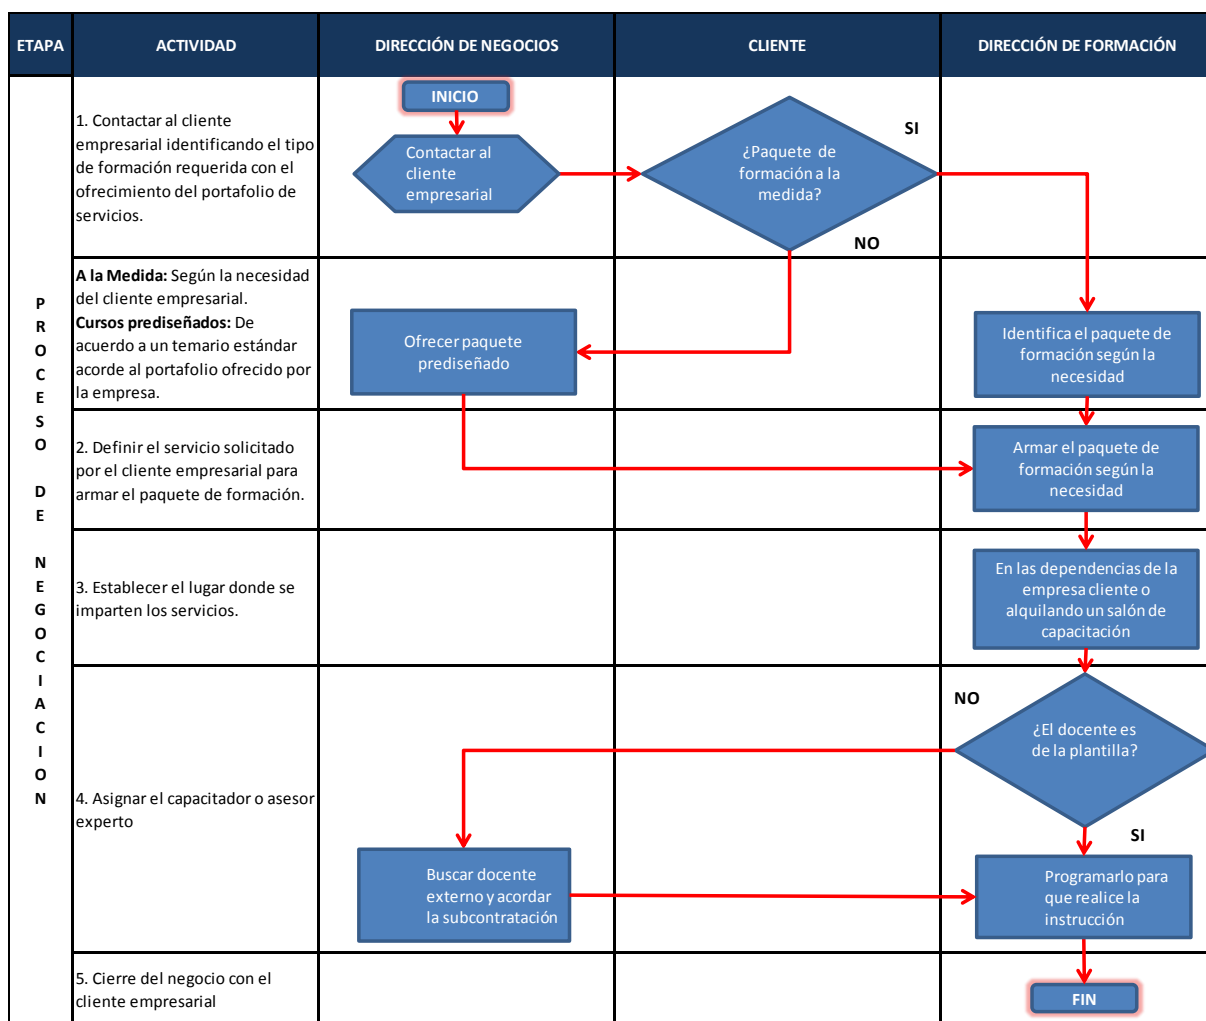 ETAPA
ACTIVIDAD
DIRECCIÓN DE NEGOCIOS
CLIENTE
DIRECCIÓN DE FORMACIÓN
PROCESO DE NEGOCIACION
1. Contactar al cliente
empresarial identificando el tipo
de formación requerida con el
ofrecimiento del portafolio de
servicios.
INICIO
Contactar al
cliente
empresarial
¿Paquete de
formación a la
medida?
SI
NO
A la Medida: Según la necesidad
del cliente empresarial.
Cursos prediseñados: De
acuerdo a un temario estándar
acorde al portafolio ofrecido por
la empresa.
Ofrecer paquete
prediseñado
Identifica el paquete de
formación según la
necesidad
2. Definir el servicio solicitado
por el cliente empresarial para
armar el paquete de formación.
Armar el paquete de
formación según la
necesidad
3. Establecer el lugar donde se
imparten los servicios.
En las dependencias de la
empresa cliente o
alquilando un salón de
capacitación
4. Asignar el capacitador o asesor
experto
NO
¿El docente es
de la plantilla?
SI
Buscar docente
externo y acordar
la subcontratación
Programarlo para
que realice la
instrucción
5. Cierre del negocio con el
cliente empresarial
FIN